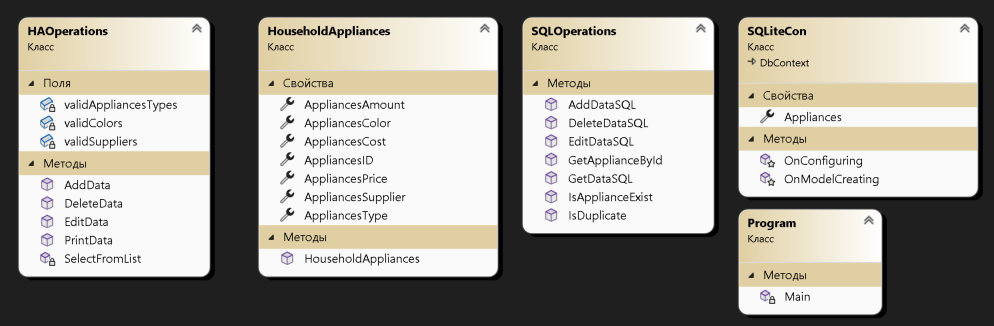 HAOperations
Класс
Поля
validAppliancesTypes
validColors
validSuppliers
Методы
AddData
DeleteData
EditData
PrintData
SelectFromList
HouseholdAppliances
Класс
Свойства
AppliancesAmount
AppliancesColor
AppliancesCost
AppliancesID
AppliancesPrice
AppliancesSupplier
AppliancesType
Методы
HouseholdAppliances
SQLOperations
Класс
Методы
AddDataSQL
DeleteDataSQL
EditDataSQL
GetApplianceById
GetDataSQL
IsApplianceExist
IsDuplicate
SQLiteCon
Класс
DbContext
Свойства
Appliances
Методы
OnConfiguring
OnModelCreating
Program
Класс
Методы
Main